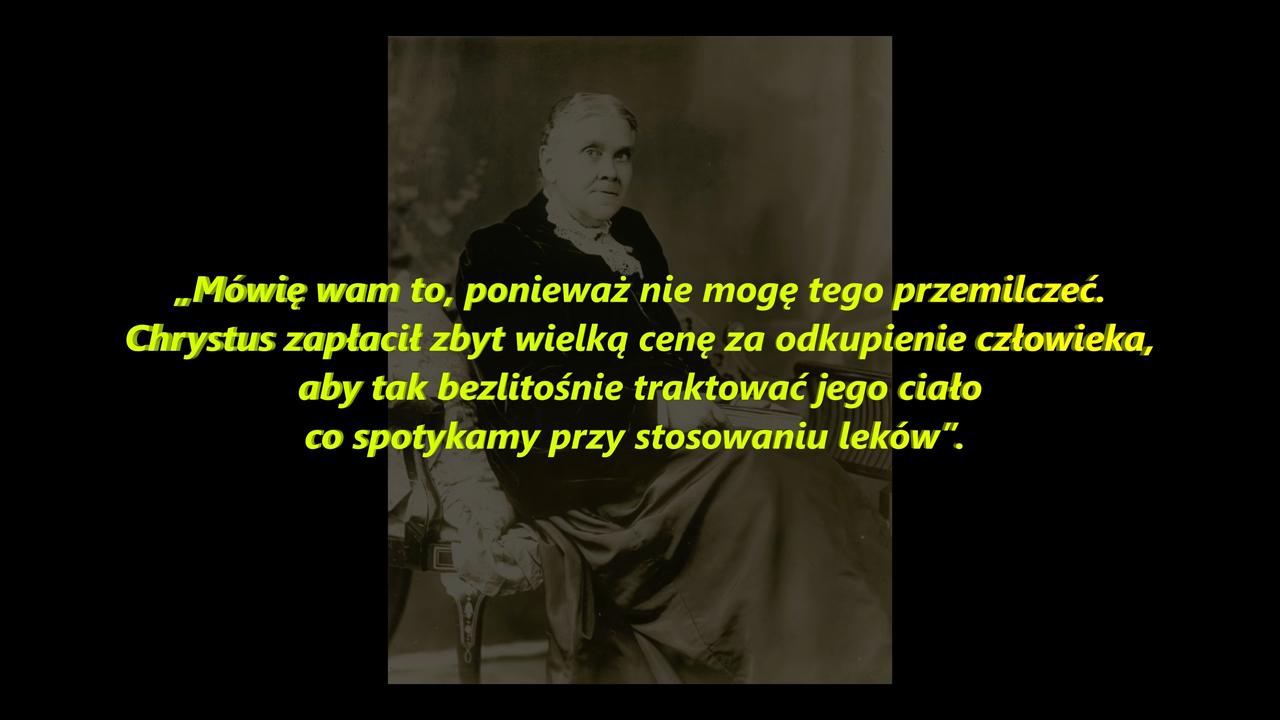 „Mówię wam to, ponieważ nie mogę tego przemilczeć.
Chrystus zapłacił zbyt wielką cenę za odkupienie człowieka,
aby tak bezlitośnie traktować jego ciało
co spotykamy przy stosowaniu leków”.